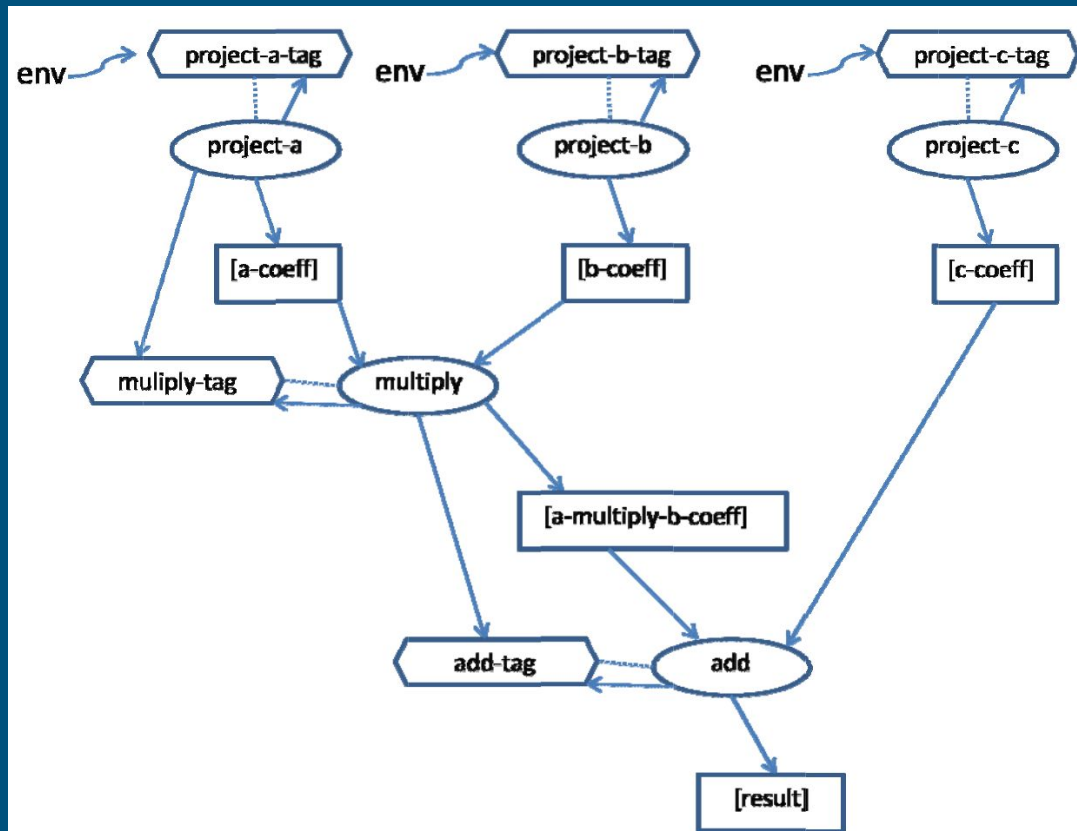 env
project-a-tag
env
project-b-tag
env
project-c-tag
project-a
project-b
project-c
[a-coeff]
[b-coeff]
[c-coeff]
muliply-tag
multiply
[a-multiply-b-coeff]
add-tag
add
[result]